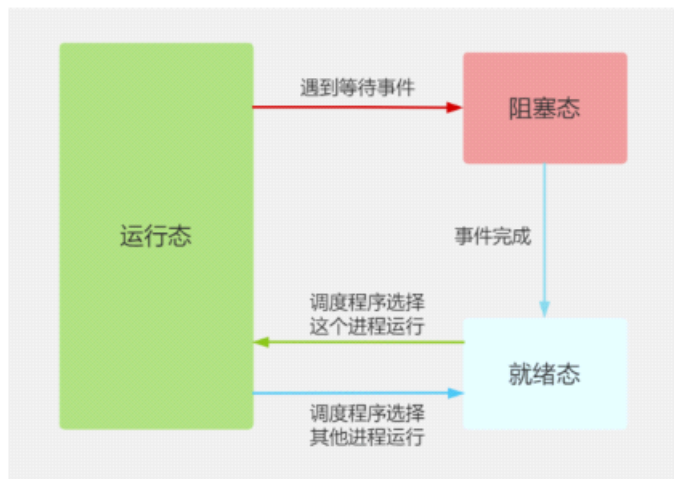 遇到等待事件
阻塞态
运行态
事件完成
调度程序选择
这个进程运行
就绪态
调度程序选择
其他进程运行